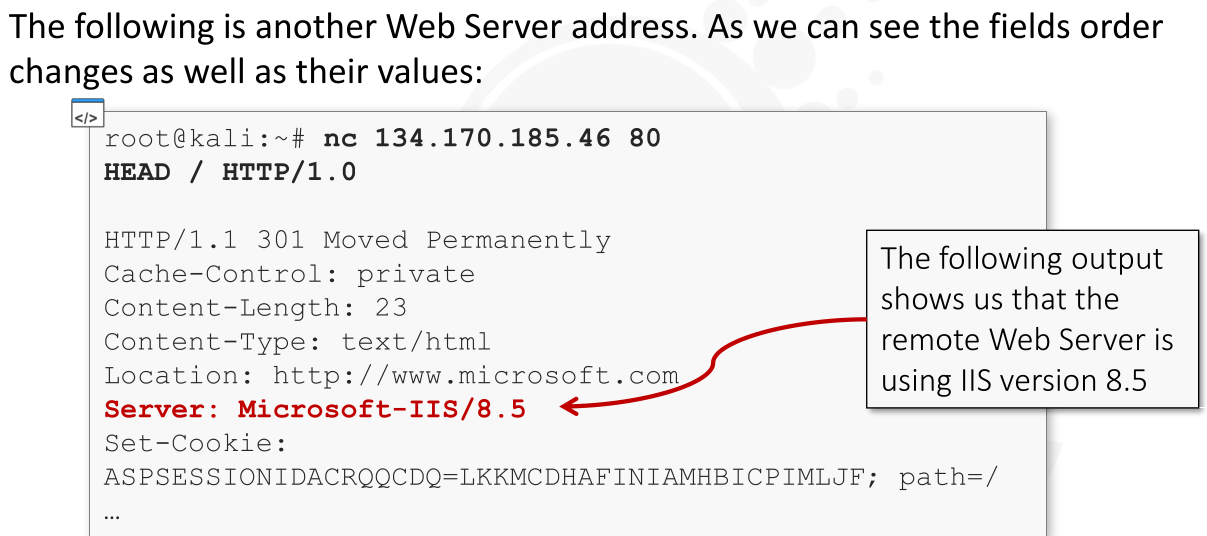 The following is another Web Server address. As we can see the fields order
changes as well as their values:
</>
root@kali:~# nc 134.170.185.46 80
HEAD / HTTP/1.0
HTTP/1.1 301 Moved Permanently
Cache-Control: private
Content-Length: 23
Content-Type: text/html
Location: http://www.microsoft.com
Server: Microsoft-IIS/8.5
Set-Cookie:
ASPSESSIONIDACRQQCDQ=LKKMCDHAFINIAMHBICPIMLJF; path=/
…
The following output
shows us that the
remote Web Server is
using IIS version 8.5